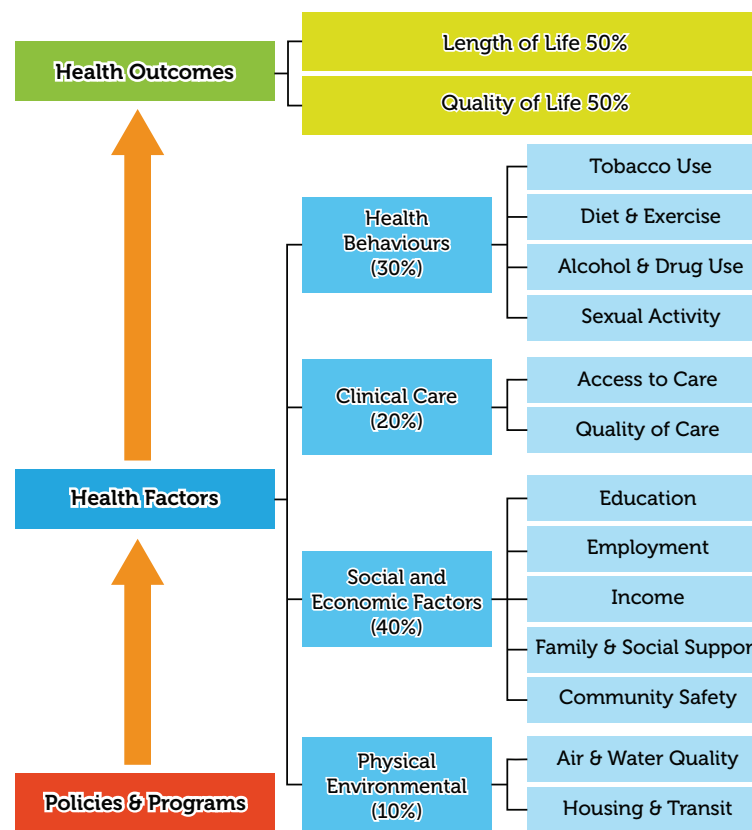 Health Outcomes
Length of Life 50%
Quality of Life 50%
Health Factors
Health
Behaviours
(30%)
Tobacco Use
Diet & Exercise
Alcohol & Drug Use
Sexual Activity
Clinical Care
(20%)
Access to Care
Quality of Care
Social and
Economic Factors
(40%)
Education
Employment
Income
Family & Social Support
Community Safety
Physical
Environmental
(10%)
Air & Water Quality
Housing & Transit
Policies & Programs